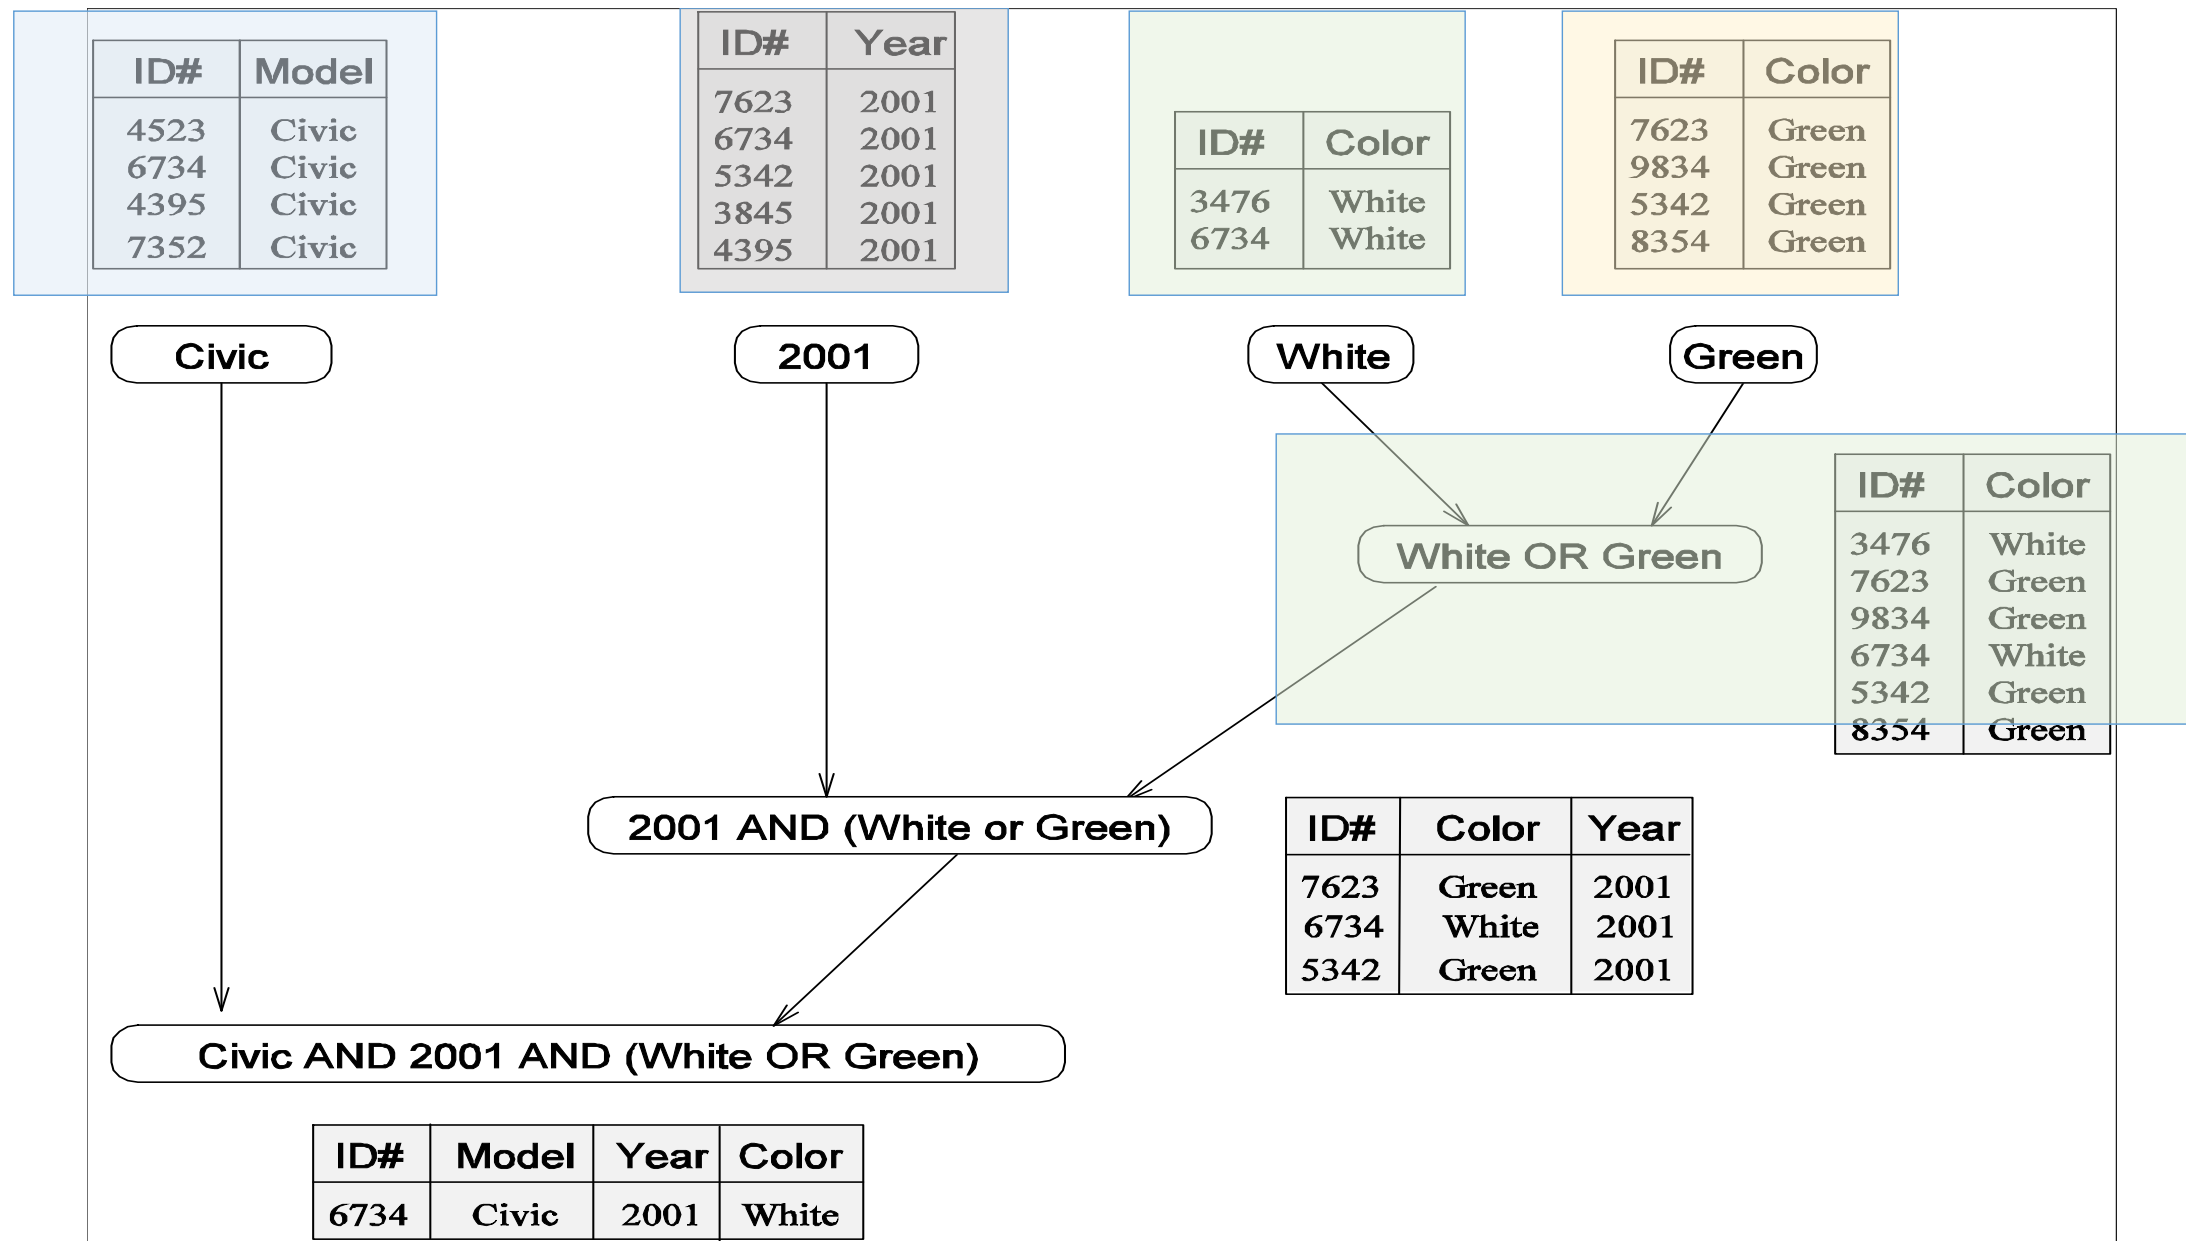 ID# Model
4523 Civic
6734 Civic
4395 Civic
7352 Civic
ID# Year
7623 2001
6734 2001
5342 2001
3845 2001
4395 2001
ID# Color
3476 White
6734 White
ID# Color
7623 Green
9834 Green
5342 Green
8354 Green
Civic
2001
White
Green
White OR Green
ID# Color
3476 White
7623 Green
9834 Green
6734 White
5342 Green
8354 Green
2001 AND (White or Green)
ID# Color Year
7623 Green 2001
6734 White 2001
5342 Green 2001
Civic AND 2001 AND (White OR Green)
ID# Model Year Color
6734 Civic 2001 White